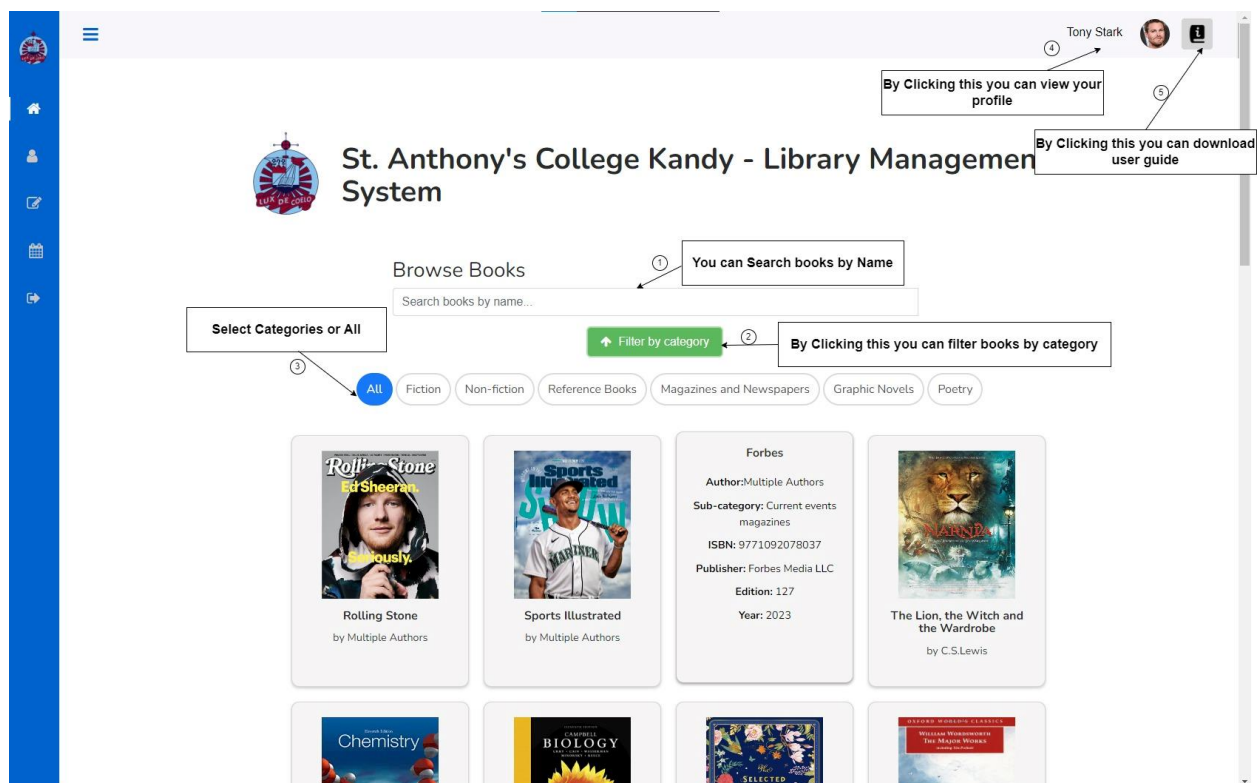 Tony Stark
4
By Clicking this you can view your
profile
5
By Clicking this you can download
user guide
LUX DE COELO
St. Anthony's College Kandy - Library Managemen
System
Browse Books
1
You can Search books by Name
Search books by name...
Select Categories or All
Filter by category
2
By Clicking this you can filter books by category
3
All
Fiction
Non-fiction
Reference Books
Magazines and Newspapers
Graphic Novels
Poetry
Rolling Stone
Ed Sheeran.
Seriously.
Rolling Stone
by Multiple Authors
Sports
Illustrated
MARINER
Sports Illustrated
by Multiple Authors
Forbes
Author:Multiple Authors
Sub-category: Current events
magazines
ISBN: 9771092078037
Publisher: Forbes Media LLC
Edition: 127
Year: 2023
NARNIA
The Lion, the Witch and
the Wardrobe
by C.S.Lewis
Chemistry
CAMPBELL
BIOLOGY
The
SELECTED
OXFORD WORLD'S CLASSICS
WILLIAM WORDSWORTH
THE MAJOR WORKS